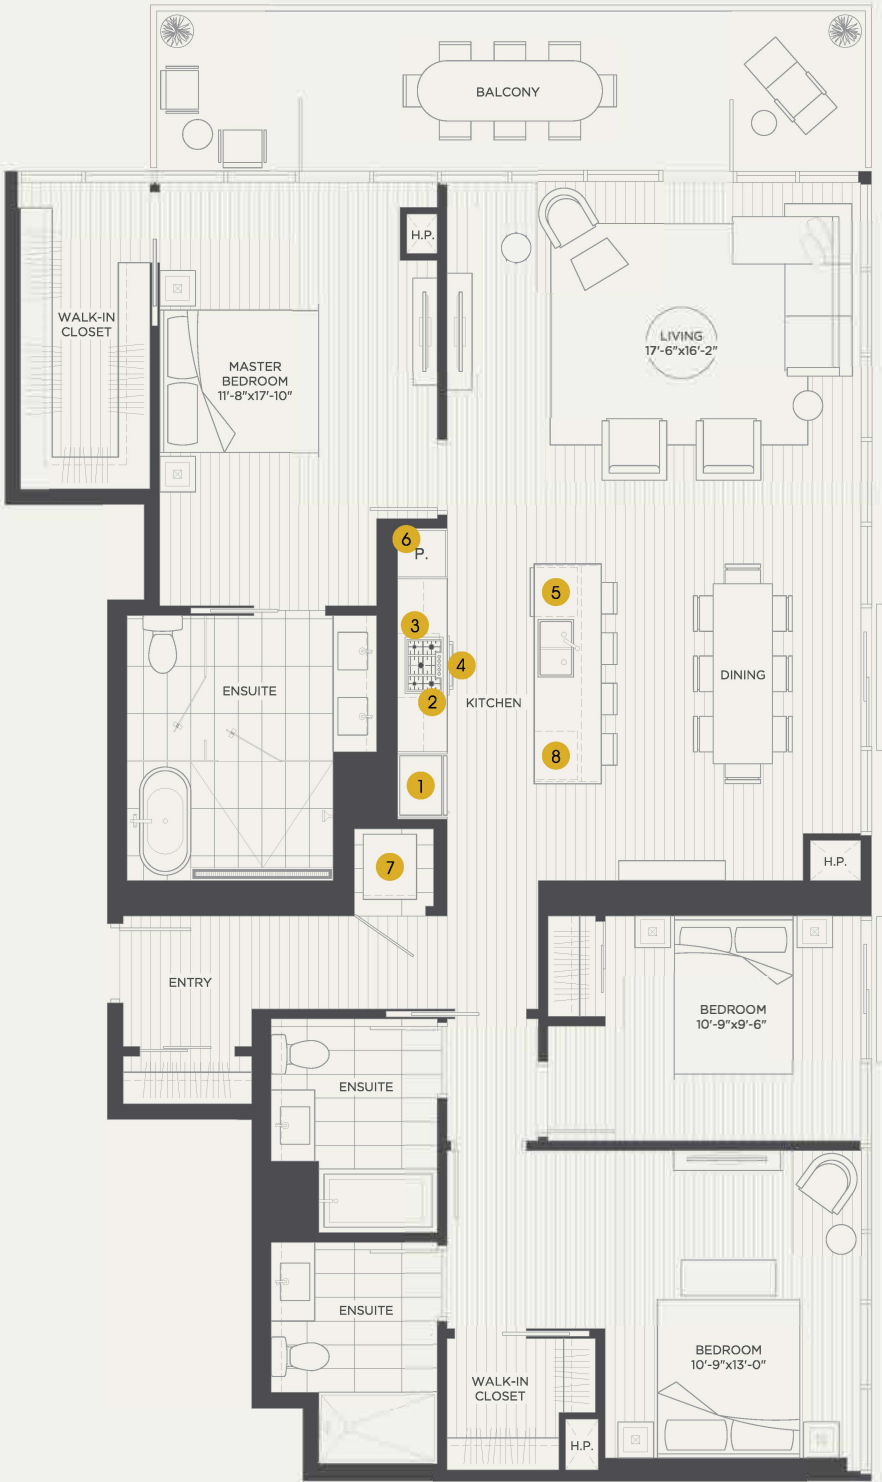 BALCONY
H.P.
WALK-IN
CLOSET
MASTER
BEDROOM
11'-8"x17'-10"
LIVING
17'-6"x16'-2"
6
P.
5
3
4
ENSUITE
DINING
2
KITCHEN
8
1
7
H.P.
ENTRY
BEDROOM
10'-9"x9'-6"
ENSUITE
ENSUITE
BEDROOM
10'-9"x13'-0"
WALK-IN
CLOSET
H.P.